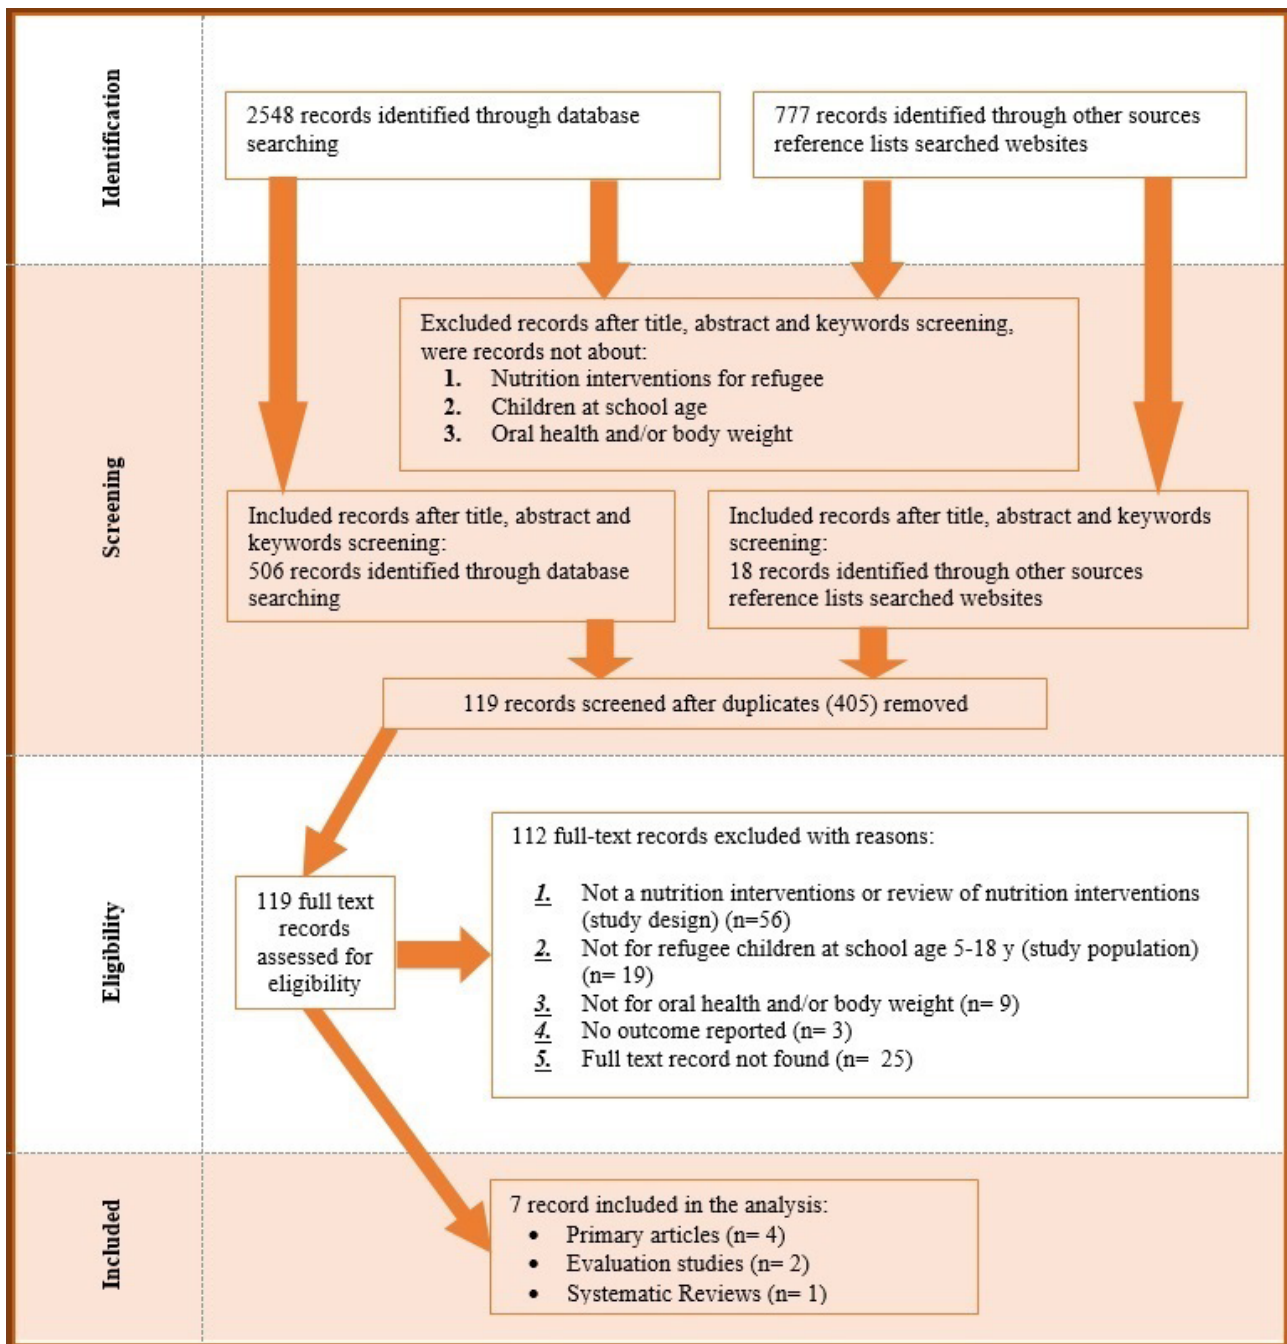 Identification
2548 records identified through database
searching
777 records identified through other sources
reference lists searched websites
Screening
Excluded records after title, abstract and keywords screening,
were records not about:
1. Nutrition interventions for refugee
2. Children at school age
3. Oral health and/or body weight
Included records after title, abstract and
keywords screening:
506 records identified through database
searching
Included records after title, abstract and keywords
screening:
18 records identified through other sources
reference lists searched websites
119 records screened after duplicates (405) removed
Eligibility
119 full text
records
assessed for
eligibility
112 full-text records excluded with reasons:
1. Not a nutrition interventions or review of nutrition interventions
(study design) (n=56)
2. Not for refugee children at school age 5-18 y (study population)
(n= 19)
3. Not for oral health and/or body weight (n= 9)
4. No outcome reported (n= 3)
5. Full text record not found (n= 25)
Included
7 record included in the analysis:
• Primary articles (n= 4)
• Evaluation studies (n= 2)
• Systematic Reviews (n= 1)